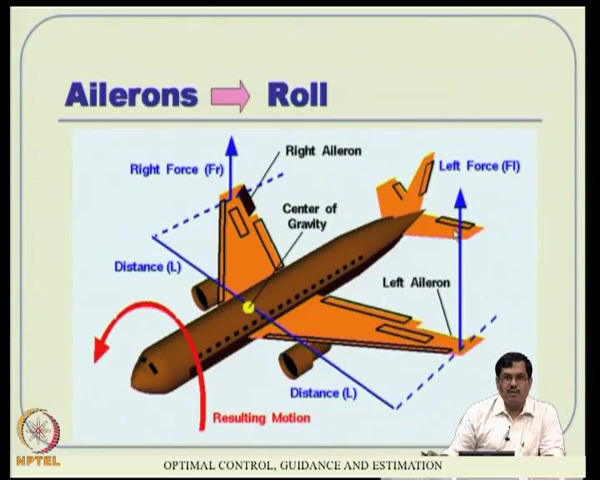 Ailerons Roll
Right Aileron
Right Force (Fr)
Left Force (Fl)
Center of
Gravity
Distance (L)
Left Aileron
Distance (L)
Resulting Motion
NPTEL
OPTIMAL CONTROL, GUIDANCE AND ESTIMATION